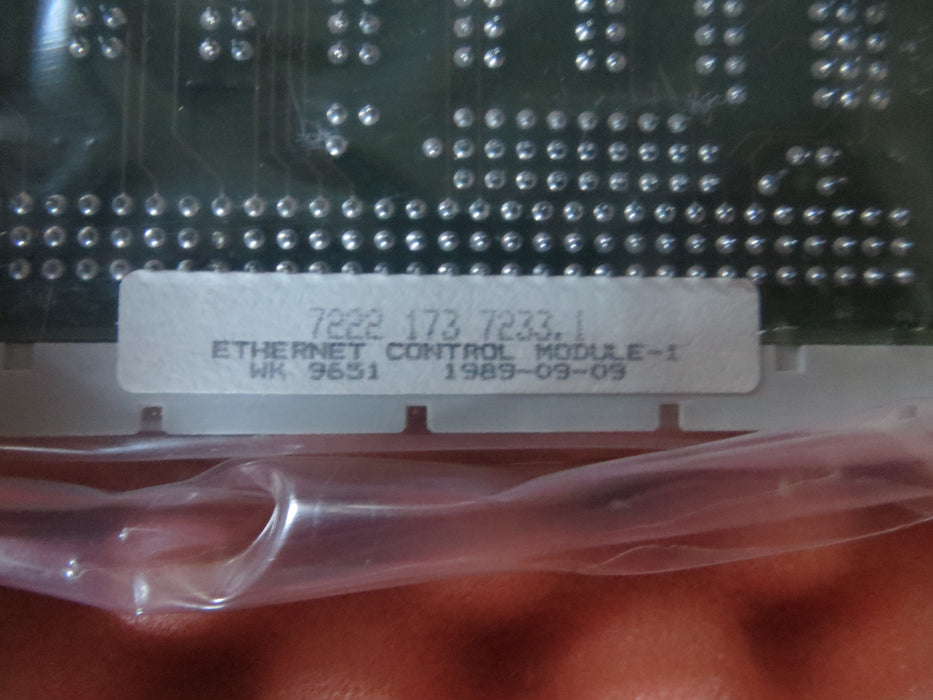 7222 173 7233.1
ETHERNET CONTROL MODULE-1
WK 9651 1989-09-09